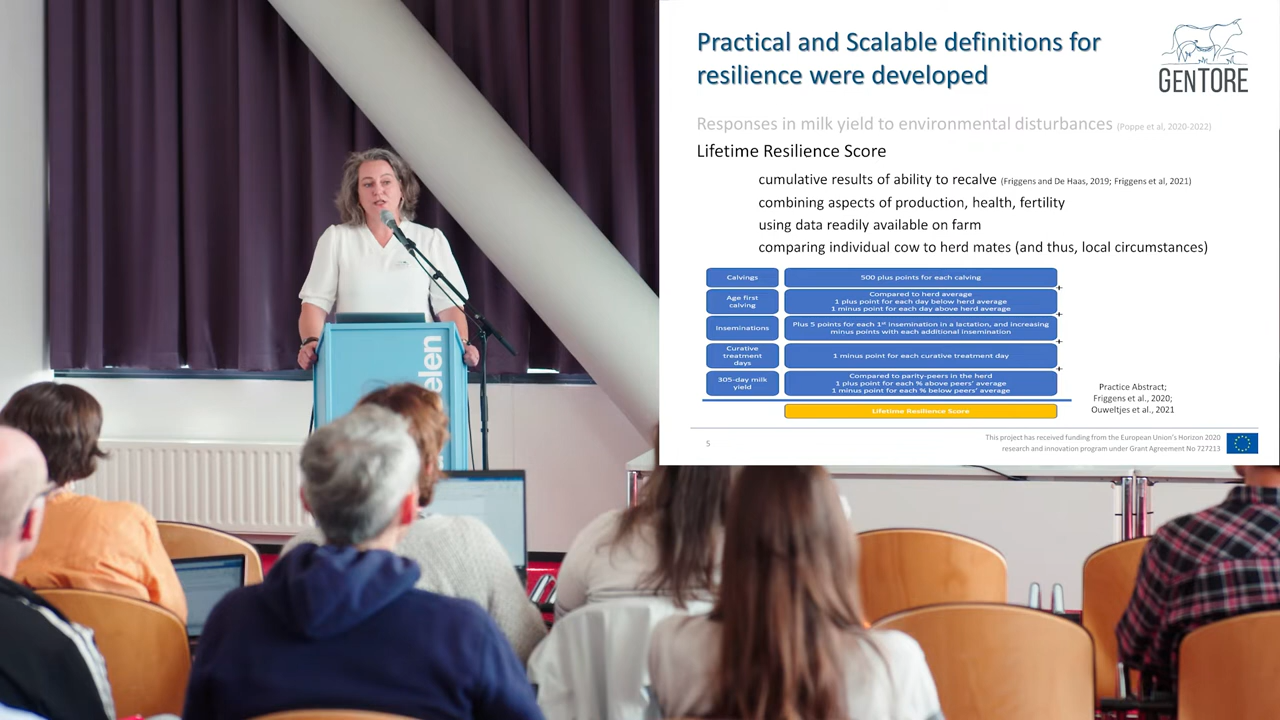 Practical and Scalable definitions for
resilience were developed
GENTORE
Responses in milk yield to environmental disturbances (Poppe et al, 2020-2022)
Lifetime Resilience Score
cumulative results of ability to recalve (Friggens and De Haas, 2019; Friggens et al, 2021)
combining aspects of production, health, fertility
using data readily available on farm
comparing individual cow to herd mates (and thus, local circumstances)
Calvings
500 plus points for each calving
+
Age first
calving
Compared to herd average
1 plus point for each day below herd average
1 minus point for each day above herd average
+
Inseminations
Plus 5 points for each 1st insemination in a lactation, and increasing
minus points with each additional insemination
+
Curative
treatment
days
1 minus point for each curative treatment day
+
305-day milk
yield
Compared to parity-peers in the herd
1 plus point for each % above peers' average
1 minus point for each % below peers' average
Lifetime Resilience Score
Practice Abstract;
Friggens et al., 2020;
Ouweltjes et al., 2021
5
This project has received funding from the European Union's Horizon 2020
research and innovation program under Grant Agreement No 727213
elen